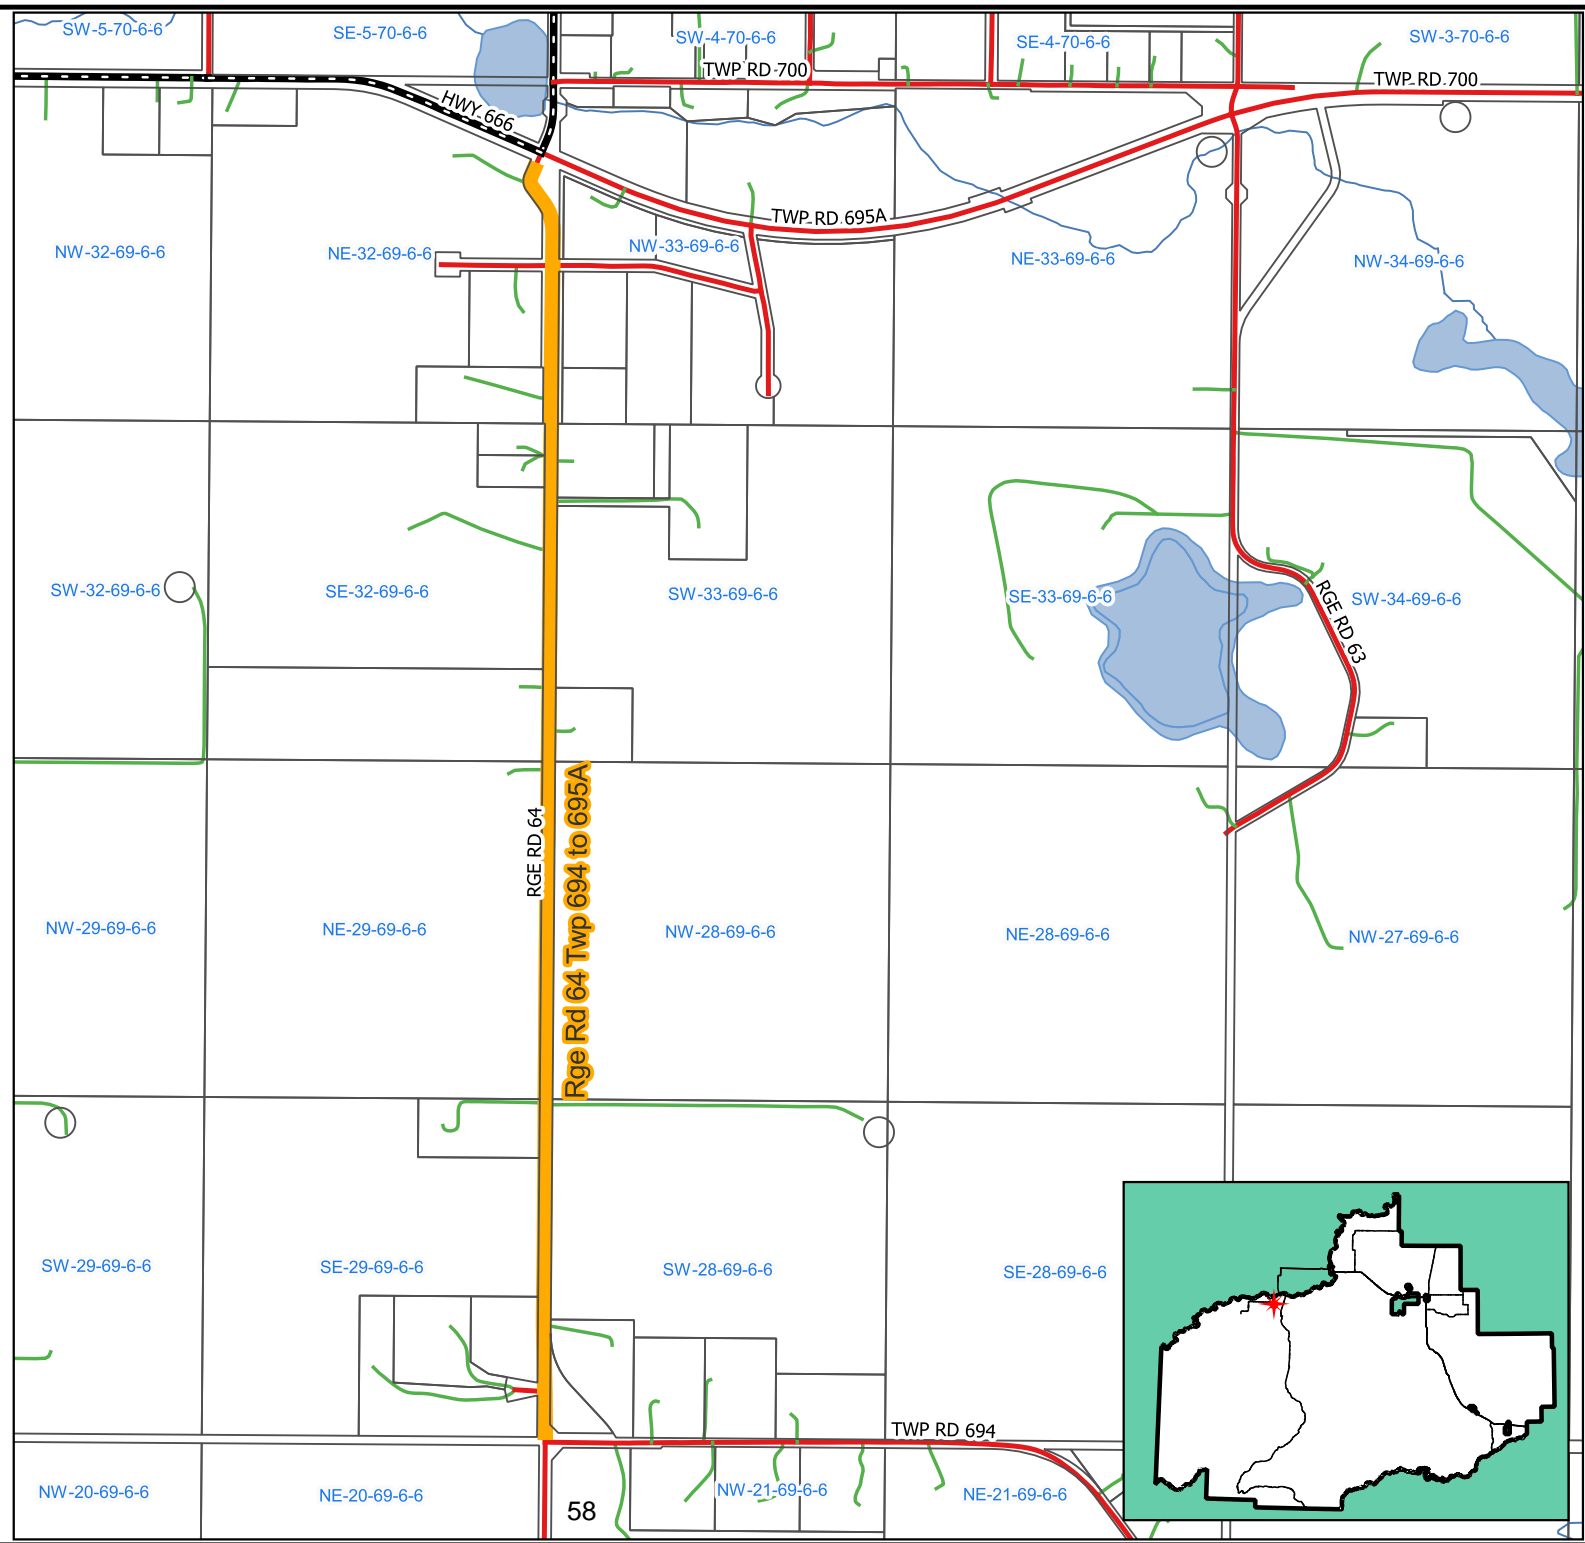 SW-5-70-6-6
SE-5-70-6-6
SW-4-70-6-6
SE-4-70-6-6
SW-3-70-6-6
TWP RD 700
TWP RD 700
HWY 666
TWP RD 695A
NW-32-69-6-6
NE-32-69-6-6
NW-33-69-6-6
NE-33-69-6-6
NW-34-69-6-6
SW-32-69-6-6
SE-32-69-6-6
SW-33-69-6-6
SE-33-69-6-6
SW-34-69-6-6
RGE RD 63
RGE RD 64
Rge Rd 64 Twp 694 to 695A
NW-29-69-6-6
NE-29-69-6-6
NW-28-69-6-6
NE-28-69-6-6
NW-27-69-6-6
SW-29-69-6-6
SE-29-69-6-6
SW-28-69-6-6
SE-28-69-6-6
TWP RD 694
NW-20-69-6-6
NE-20-69-6-6
58
NW-21-69-6-6
NE-21-69-6-6